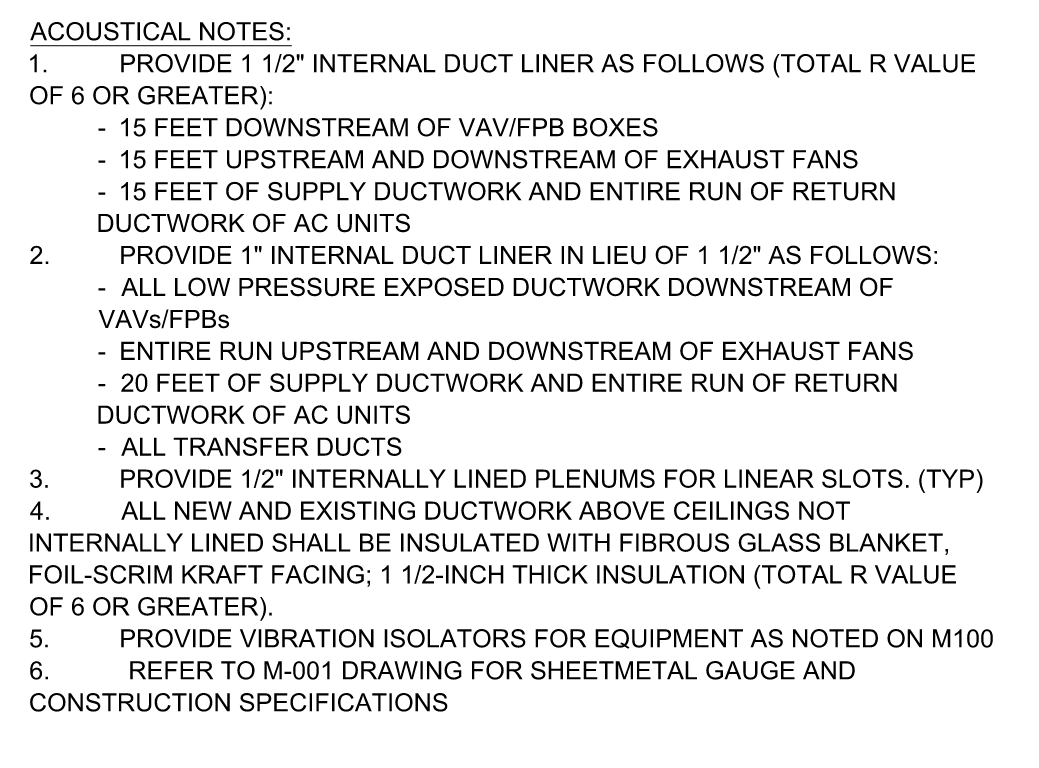 ACOUSTICAL NOTES:
1. PROVIDE 1 1/2" INTERNAL DUCT LINER AS FOLLOWS (TOTAL R VALUE
OF 6 OR GREATER):
- 15 FEET DOWNSTREAM OF VAV/FPB BOXES
- 15 FEET UPSTREAM AND DOWNSTREAM OF EXHAUST FANS
- 15 FEET OF SUPPLY DUCTWORK AND ENTIRE RUN OF RETURN
DUCTWORK OF AC UNITS
2. PROVIDE 1" INTERNAL DUCT LINER IN LIEU OF 1 1/2" AS FOLLOWS:
- ALL LOW PRESSURE EXPOSED DUCTWORK DOWNSTREAM OF
VAVs/FPBs
- ENTIRE RUN UPSTREAM AND DOWNSTREAM OF EXHAUST FANS
- 20 FEET OF SUPPLY DUCTWORK AND ENTIRE RUN OF RETURN
DUCTWORK OF AC UNITS
- ALL TRANSFER DUCTS
3. PROVIDE 1/2" INTERNALLY LINED PLENUMS FOR LINEAR SLOTS. (TYP)
4. ALL NEW AND EXISTING DUCTWORK ABOVE CEILINGS NOT
INTERNALLY LINED SHALL BE INSULATED WITH FIBROUS GLASS BLANKET,
FOIL-SCRIM KRAFT FACING; 1 1/2-INCH THICK INSULATION (TOTAL R VALUE
OF 6 OR GREATER).
5. PROVIDE VIBRATION ISOLATORS FOR EQUIPMENT AS NOTED ON M100
6. REFER TO M-001 DRAWING FOR SHEETMETAL GAUGE AND
CONSTRUCTION SPECIFICATIONS